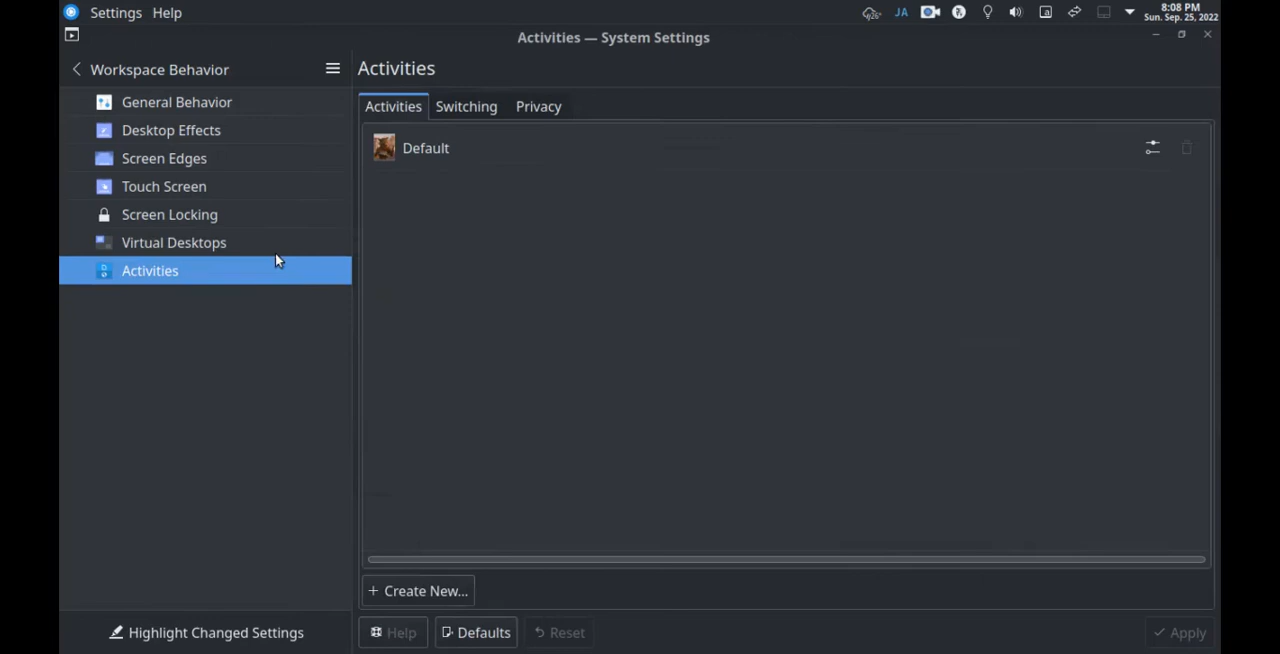 Settings Help
26°
JA
a
8:08 PM
Sun. Sep. 25, 2022
Activities — System Settings
Workspace Behavior
Activities
General Behavior
Desktop Effects
Screen Edges
Touch Screen
Screen Locking
Virtual Desktops
Activities
Activities Switching Privacy
Default
+ Create New...
Highlight Changed Settings
Help
Defaults
Reset
Apply